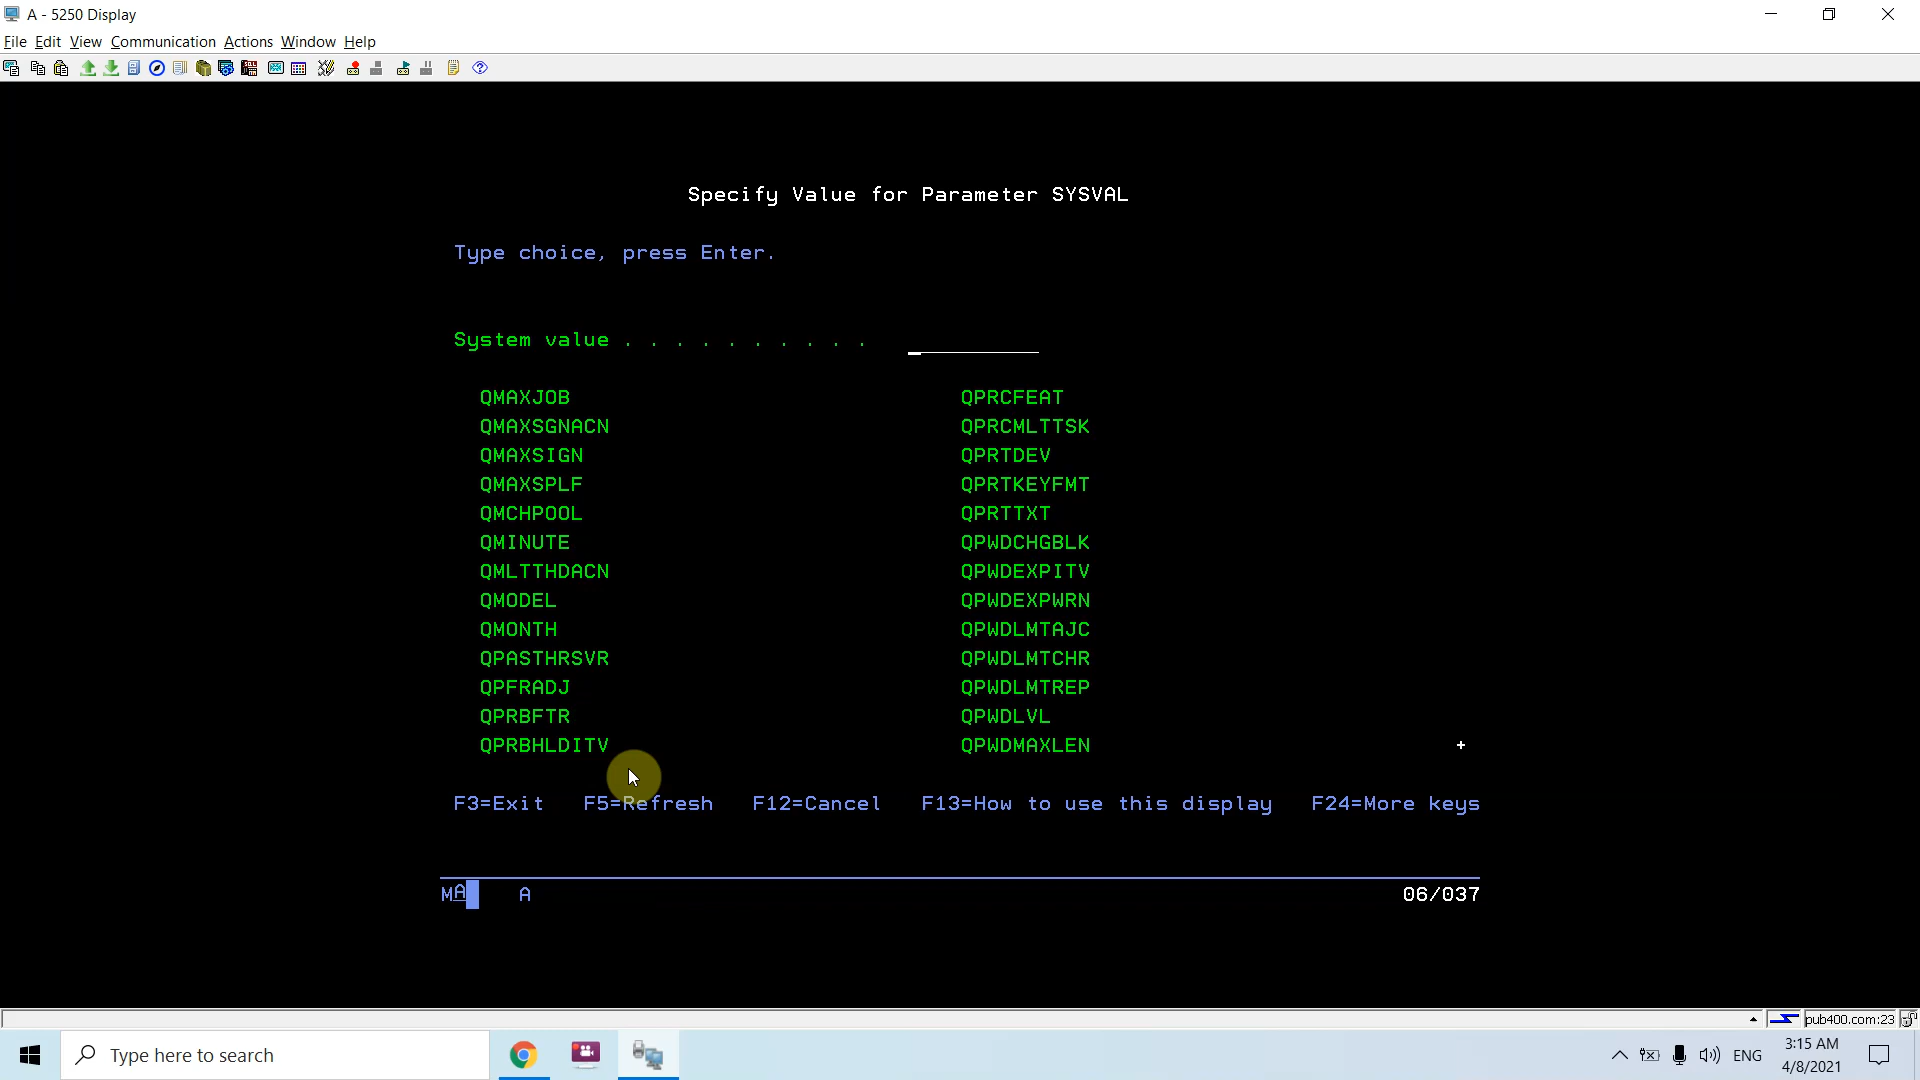 A - 5250 Display
File Edit View Communication Actions Window Help
Specify Value for Parameter SYSVAL
Type choice, press Enter.
System value . . . . . . . . . .
QMAXJOB QPRCFEAT
QMAXSGNACN QPRCMLTTSK
QMAXSIGN QPRTDEV
QMAXSPLF QPRTKEYFMT
QMCHPOOL QPRTTXT
QMINUTE QPWDCHGBLK
QMLTTHDACN QPWDEXPITV
QMODEL QPWDEXPWRN
QMONTH QPWDLMTAJC
QPASTHRSVR QPWDLMTCHR
QPFRADJ QPWDLMTREP
QPRBFTR QPWDLVL
QPRBHLDITV QPWDMAXLEN +
F3=Exit F5=Refresh F12=Cancel F13=How to use this display F24=More keys
MA A 06/037
pub400.com:23
Type here to search
ENG
3:15 AM
4/8/2021